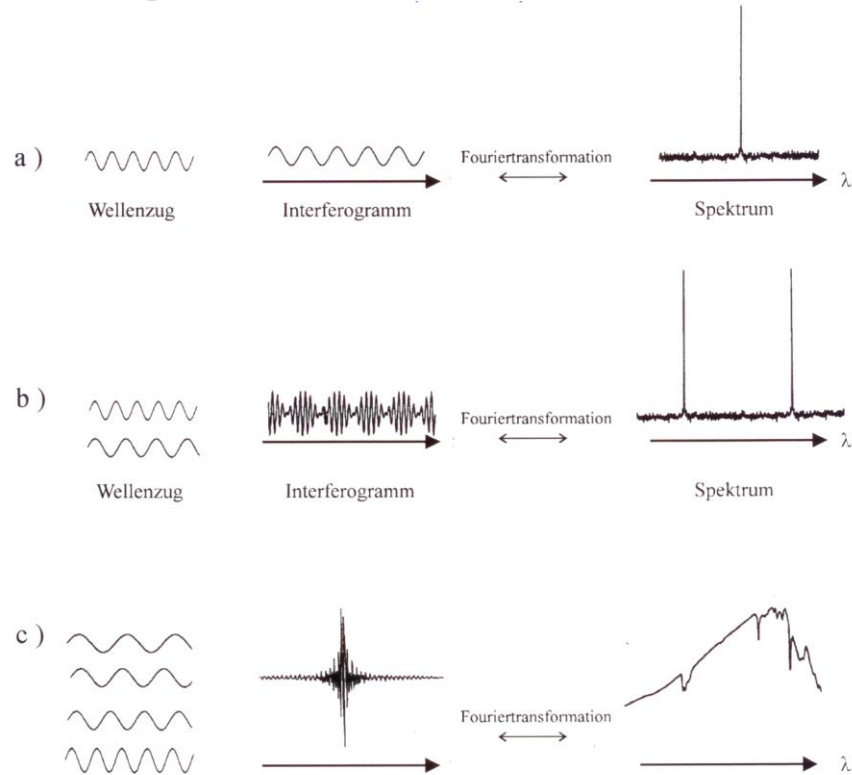 a )
Fouriertransformation
λ
Wellenzug
Interferogramm
Spektrum
b )
Fouriertransformation
λ
Wellenzug
Interferogramm
Spektrum
c )
Fouriertransformation
λ